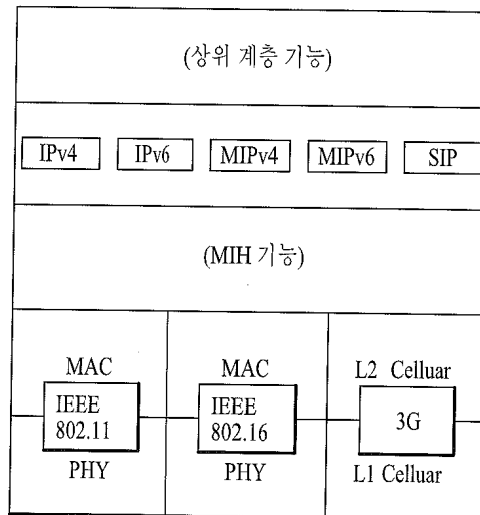 (상위 계층 기능)
IPv4 IPv6 MIPv4 MIPv6 SIP
(MIH 기능)
MAC MAC L2 Celluar
IEEE 802.11
IEEE 802.16
3G
PHY PHY L1 Celluar